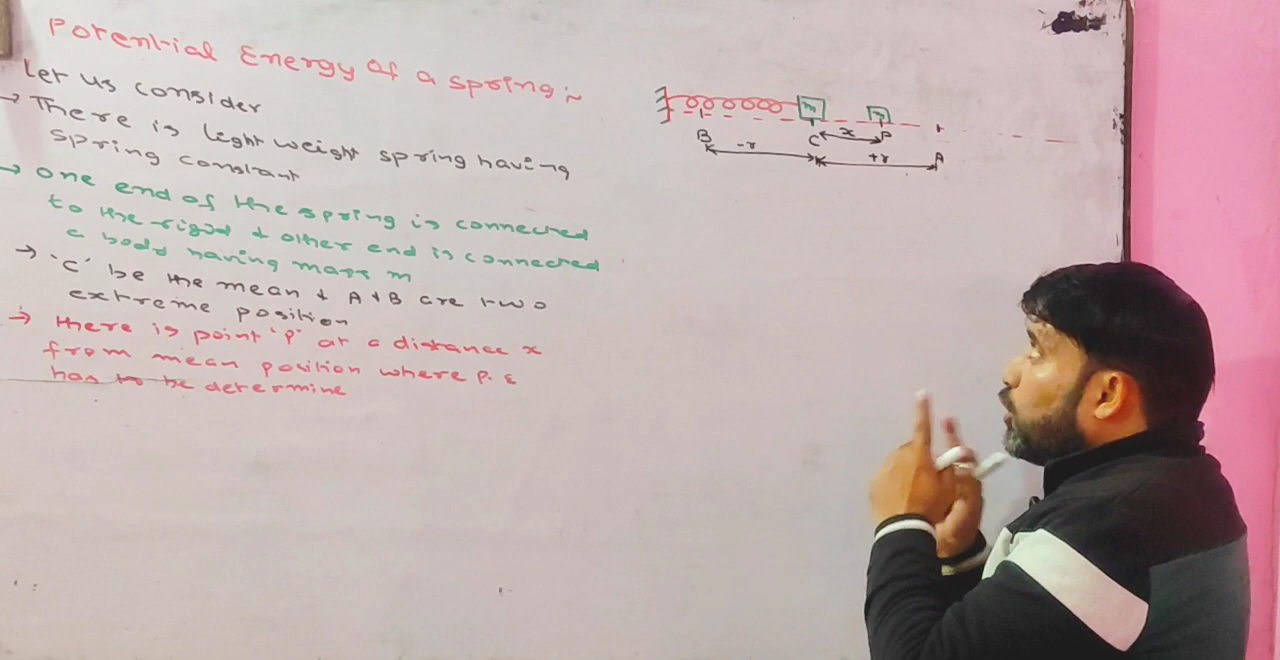 Potential Energy of a spring :~
Let us consider
→ There is light weight spring having
spring constant
→ one end of the spring is connected
to the rigid & other end is connected
a body having mass m
→ 'C' be the mean & A & B are two
extreme position
→ there is point 'P' at a distance x
from mean position where P.E
has to be determine
m
B C x P
-r +r A